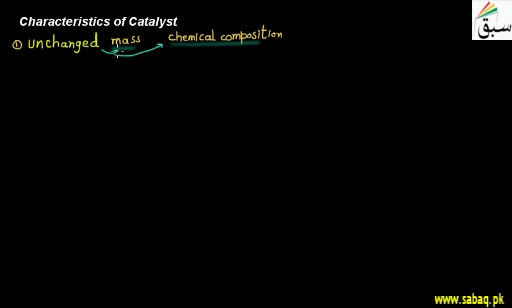 Characteristics of Catalyst
سبق
① Unchanged mass chemical composition
www.sabaq.pk